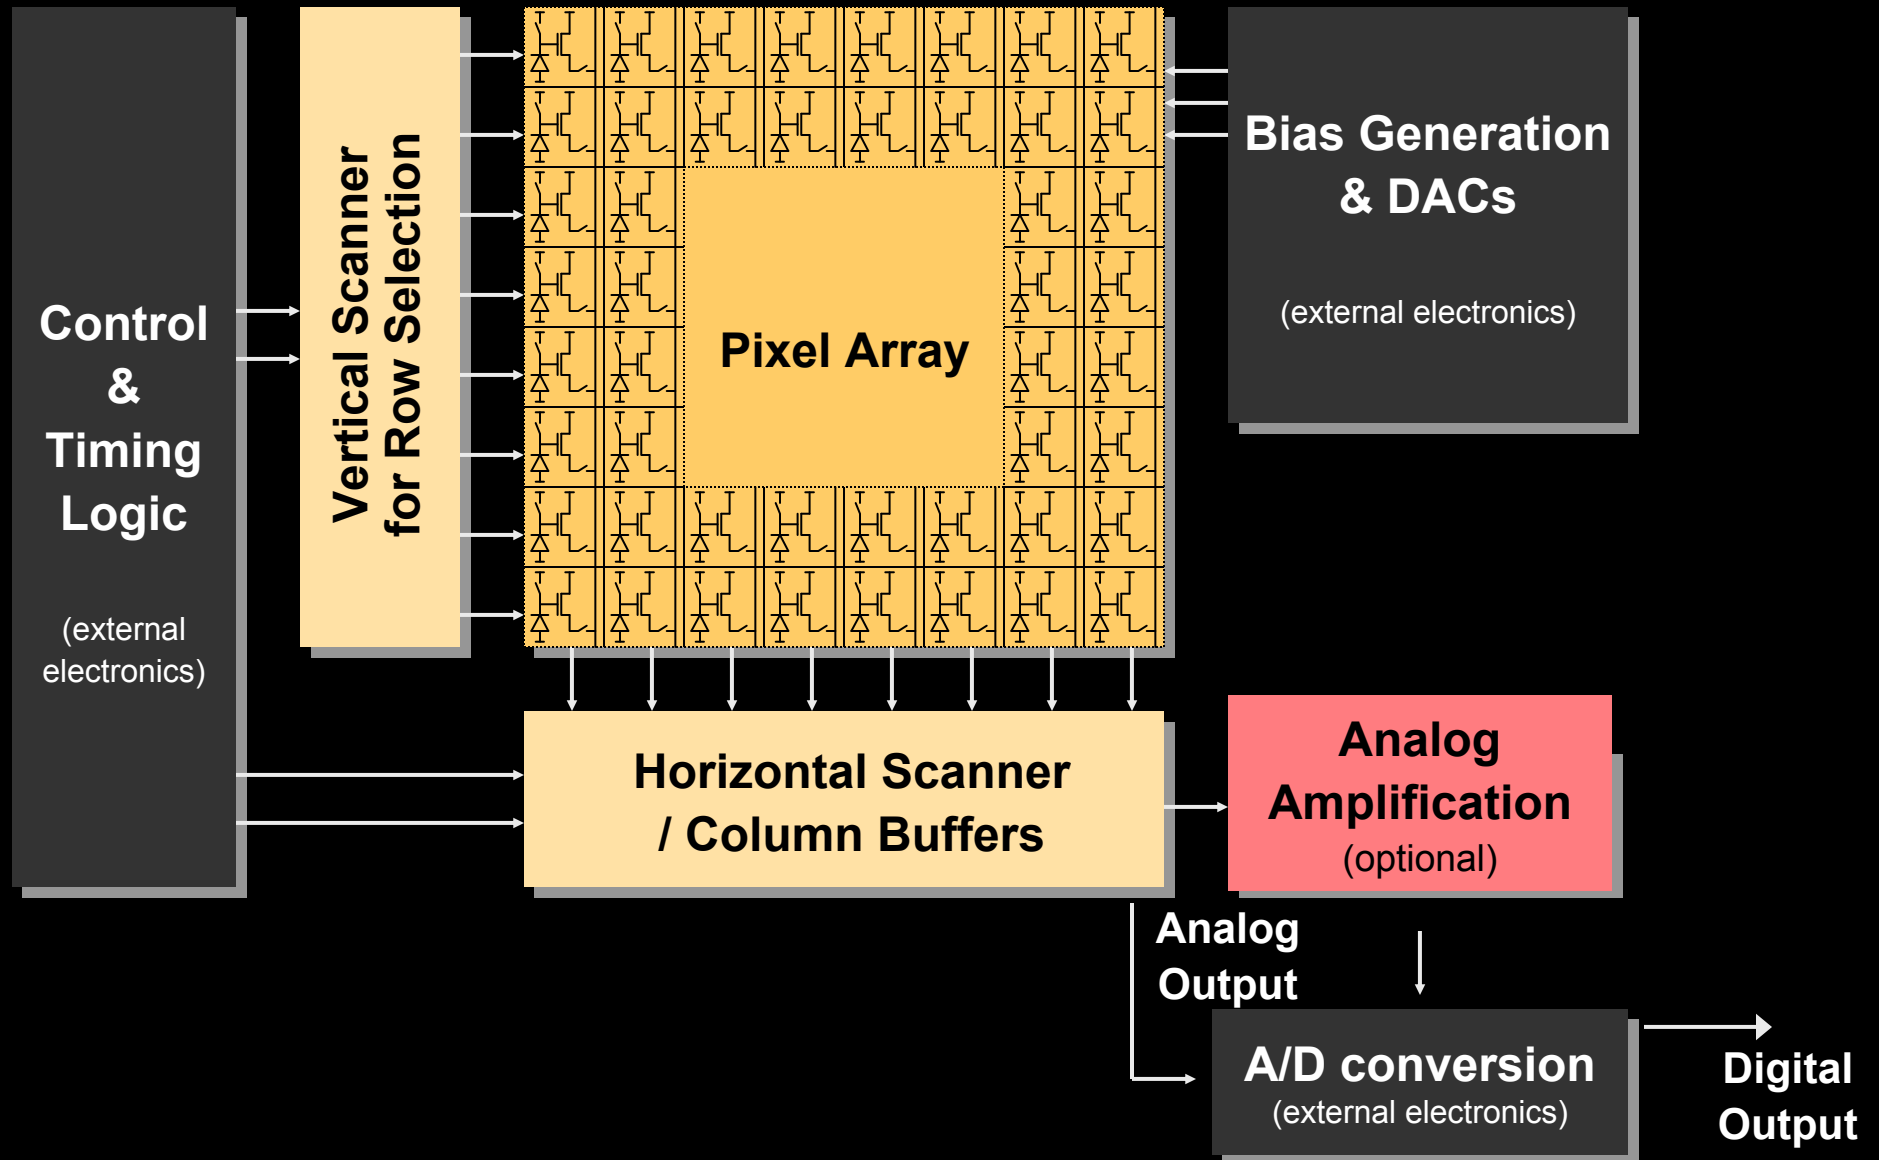 Control
&
Timing
Logic
(external
electronics)
Vertical Scanner
for Row Selection
Pixel Array
Bias Generation
& DACs
(external electronics)
Horizontal Scanner
/ Column Buffers
Analog
Amplification
(optional)
Analog
Output
A/D conversion
(external electronics)
Digital
Output